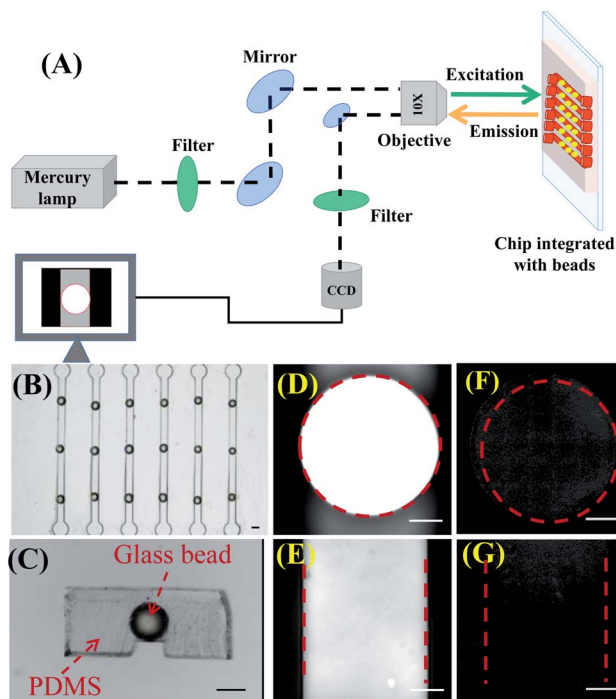 (A)
Mirror
10X
Excitation
Emission
Objective
Filter
Mercury
lamp
Filter
CCD
Chip integrated
with beads
(B)
(D)
(F)
(C)
Glass bead
PDMS
(E)
(G)